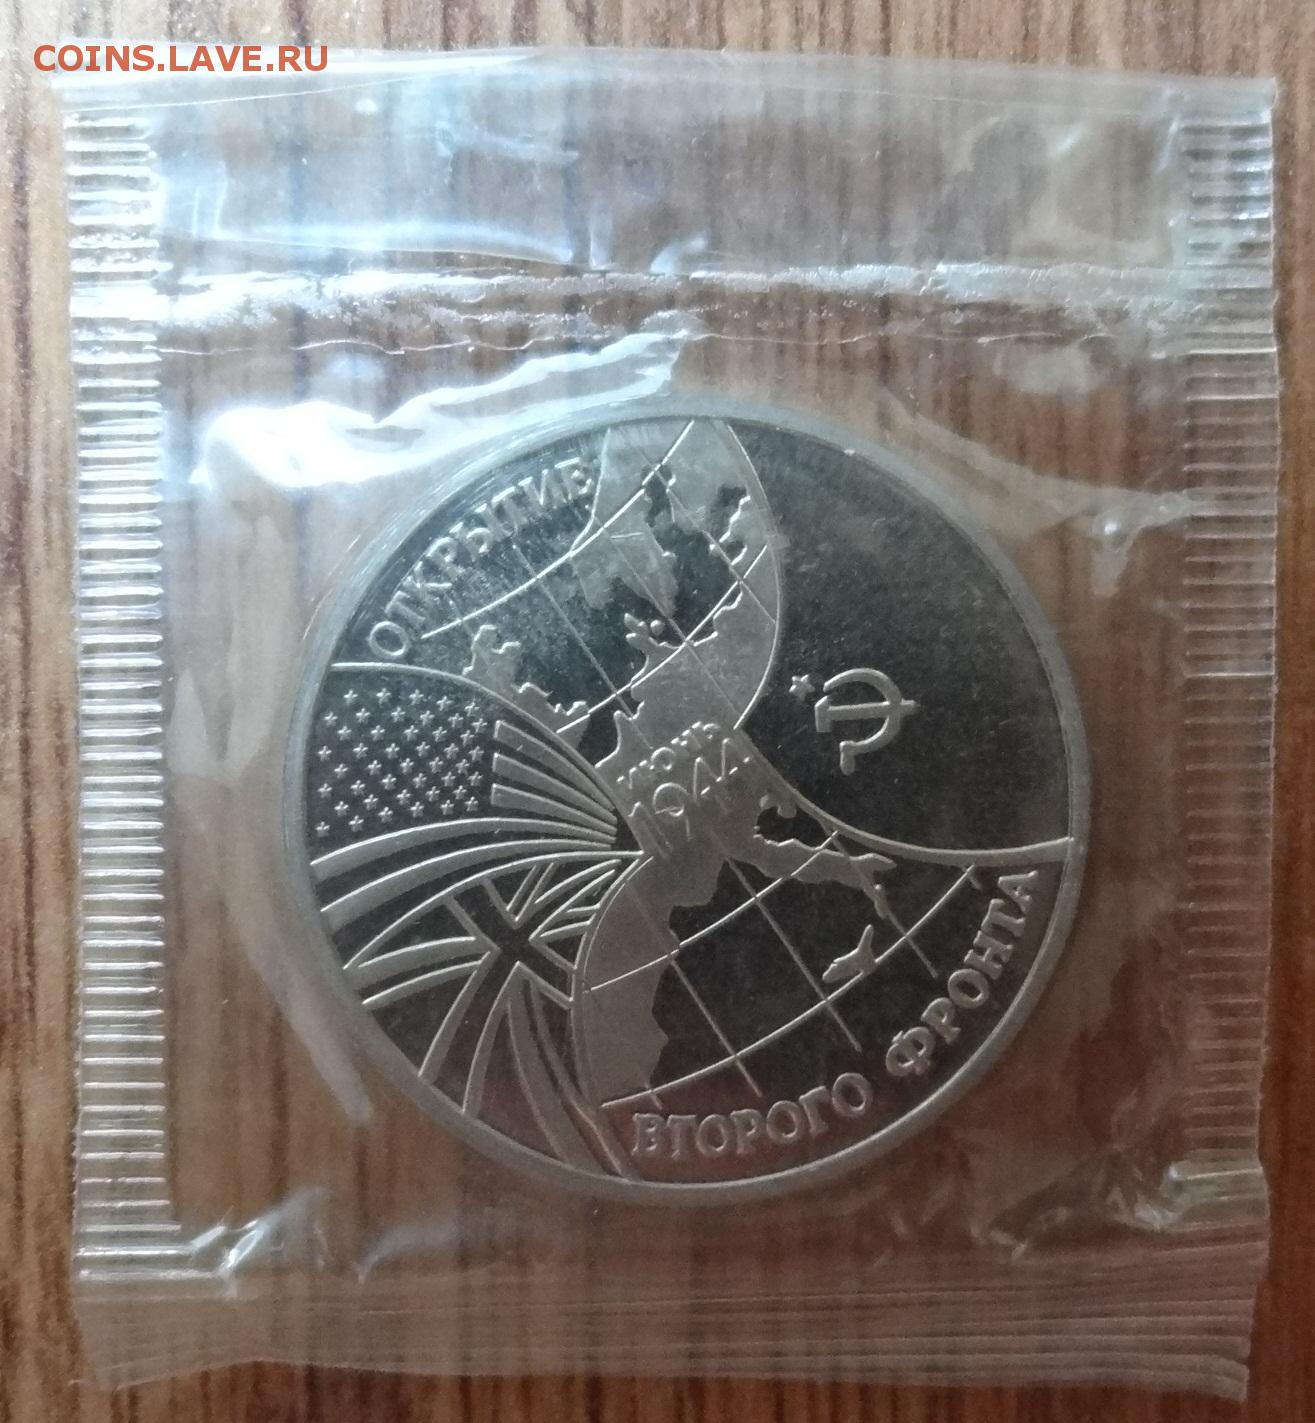 COINS.LAVE.RU
ОТКРЫТИЕ
ИЮНЬ
1944
ВТОРОГО ФРОНТА